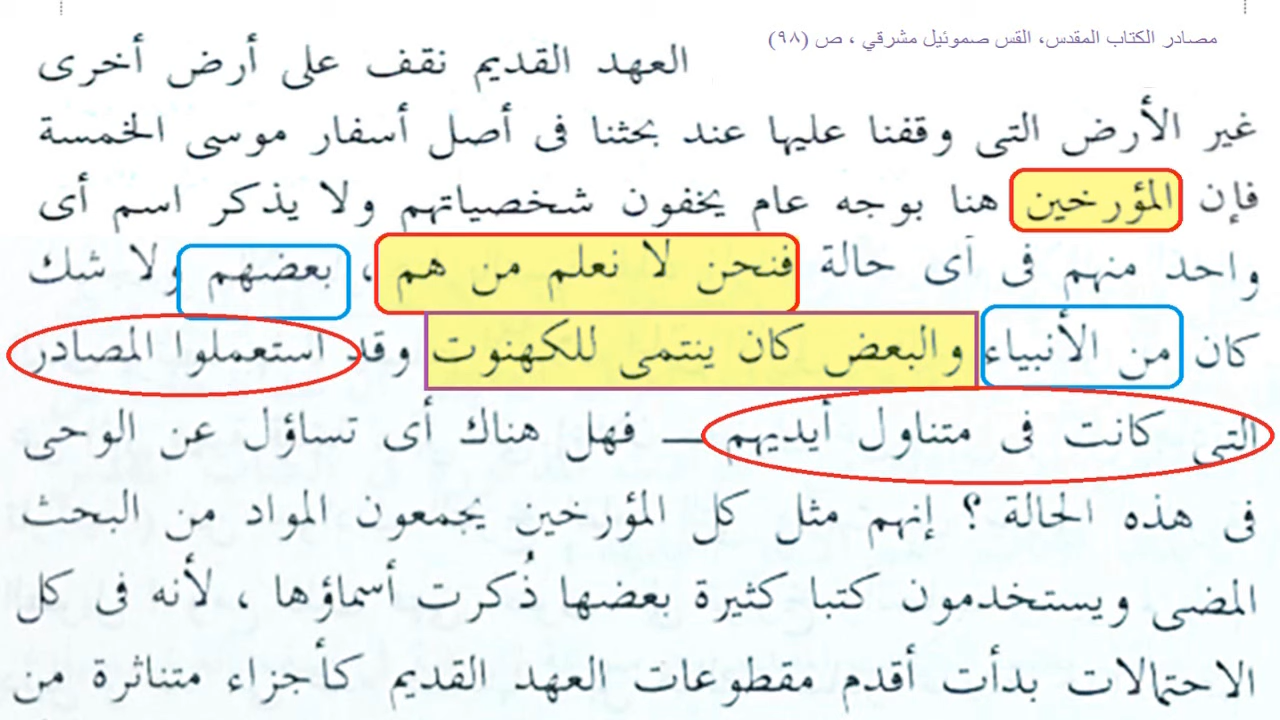 مصادر الكتاب المقدس، القس صموئيل مشرقي ، ص (٩٨)
العهد القديم نقف على أرض أخرى
غير الأرض التى وقفنا عليها عند بحثنا فى أصل أسفار موسى الخمسة
فإن المؤرخين هنا بوجه عام يخفون شخصياتهم ولا يذكر اسم أى
واحد منهم فى أى حالة فنحن لا نعلم من هم ، بعضهم ولا شك
كان من الأنبياء والبعض كان ينتمى للكهنوت وقد استعملوا المصادر
التى كانت فى متناول أيديهم — فهل هناك أى تساؤل عن الوحى
فى هذه الحالة ؟ إنهم مثل كل المؤرخين يجمعون المواد من البحث
المضى ويستخدمون كتبا كثيرة بعضها ذُكرت أسماؤها ، لأنه فى كل
الاحتمالات بدأت أقدم مقطوعات العهد القديم كأجزاء متناثرة من